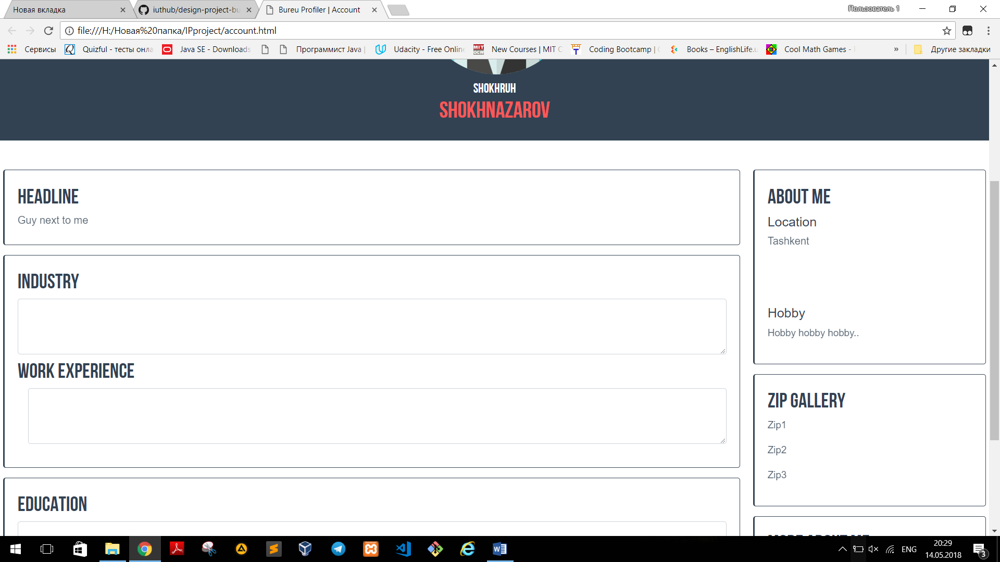 Новая вкладка
iuthub/design-project-bu
Bureu Profiler | Account
Пользователь 1
file:///H:/Новая%20папка/IPproject/account.html
Сервисы
Quizful - тесты онла
Java SE - Downloads
Программист Java |
Udacity - Free Online
New Courses | MIT C
Coding Bootcamp |
Books – EnglishLife.u
Cool Math Games -
»
Другие закладки
SHOKHRUH
SHOKHNAZAROV
HEADLINE
Guy next to me
INDUSTRY
WORK EXPERIENCE
EDUCATION
ABOUT ME
Location
Tashkent
Hobby
Hobby hobby hobby..
ZIP GALLERY
Zip1
Zip2
Zip3
MORE ABOUT ME
ENG
20:29
14.05.2018
3